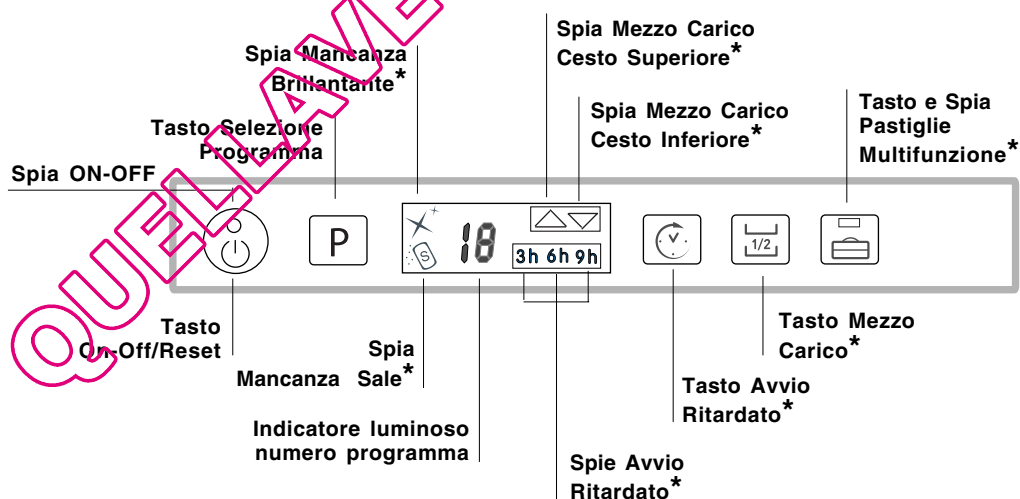 Spia Mezzo Carico
Cesto Superiore*
Spia Mancanza
Brillantante*
Spia Mezzo Carico
Cesto Inferiore*
Tasto e Spia
Pastiglie
Multifunzione*
Tasto Selezione
Programma
Spia ON-OFF
P
S
18
3h 6h 9h
1/2
Tasto
On-Off/Reset
Spia
Mancanza Sale*
Indicatore luminoso
numero programma
Spie Avvio
Ritardato*
Tasto Avvio
Ritardato*
Tasto Mezzo
Carico*